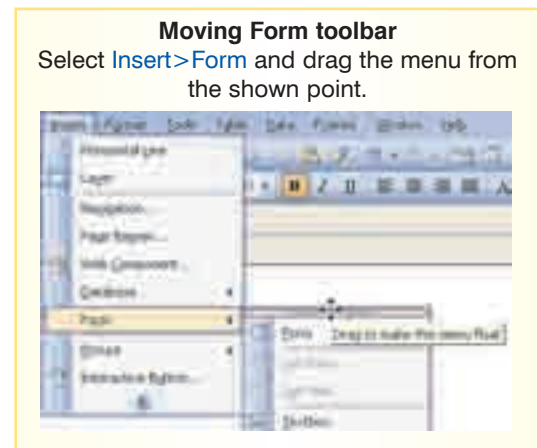 Moving Form toolbar
Select Insert>Form and drag the menu from
the shown point.
Insert Format Tools Table Data Frames Window Help
Horizontal Line
Layer
B I U
Navigation...
Page Banner...
Web Component...
Database
Form
Form Drag to make this menu float
Picture
Interactive Button...
Textbox